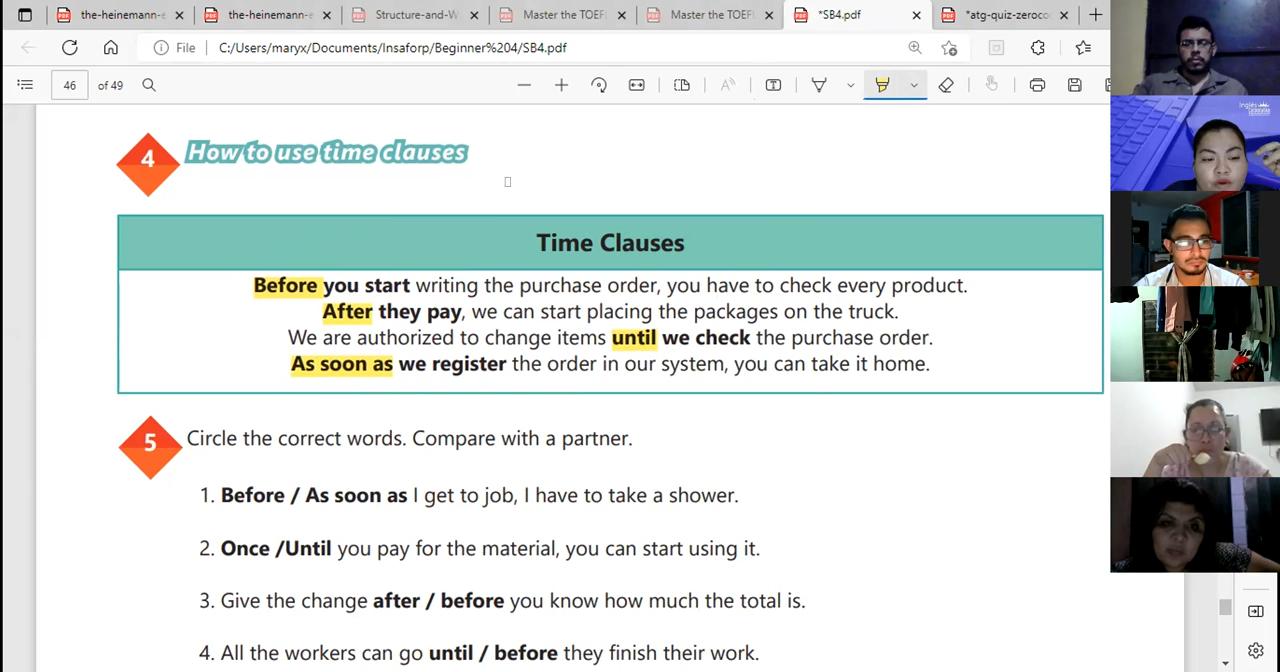 the-heinemann-e
the-heinemann-e
Structure-and-W
Master the TOEF
Master the TOEF
*SB4.pdf
*atg-quiz-zeroco
File C:/Users/maryx/Documents/Insaforp/Beginner%204/SB4.pdf
46 of 49
4 How to use time clauses
Time Clauses
Before you start writing the purchase order, you have to check every product.
After they pay, we can start placing the packages on the truck.
We are authorized to change items until we check the purchase order.
As soon as we register the order in our system, you can take it home.
5 Circle the correct words. Compare with a partner.
1. Before / As soon as I get to job, I have to take a shower.
2. Once /Until you pay for the material, you can start using it.
3. Give the change after / before you know how much the total is.
4. All the workers can go until / before they finish their work.
Inglés